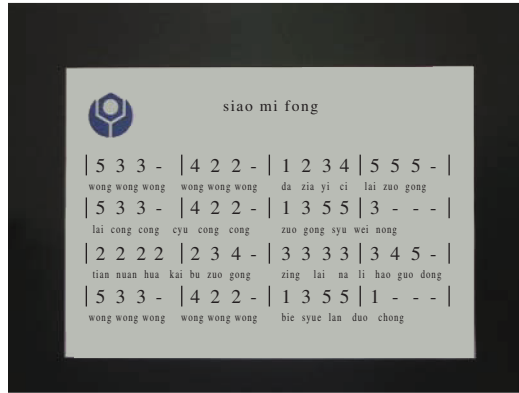 siao mi fong
| 5 3 3 - | 4 2 2 - | 1 2 3 4 | 5 5 5 - |
wong wong wong wong wong wong da zia yi ci lai zuo gong
| 5 3 3 - | 4 2 2 - | 1 3 5 5 | 3 - - - |
lai cong cong cyu cong cong zuo gong syu wei nong
| 2 2 2 2 | 2 3 4 - | 3 3 3 3 | 3 4 5 - |
tian nuan hua kai bu zuo gong zing lai na li hao guo dong
| 5 3 3 - | 4 2 2 - | 1 3 5 5 | 1 - - - |
wong wong wong wong wong wong bie syue lan duo chong